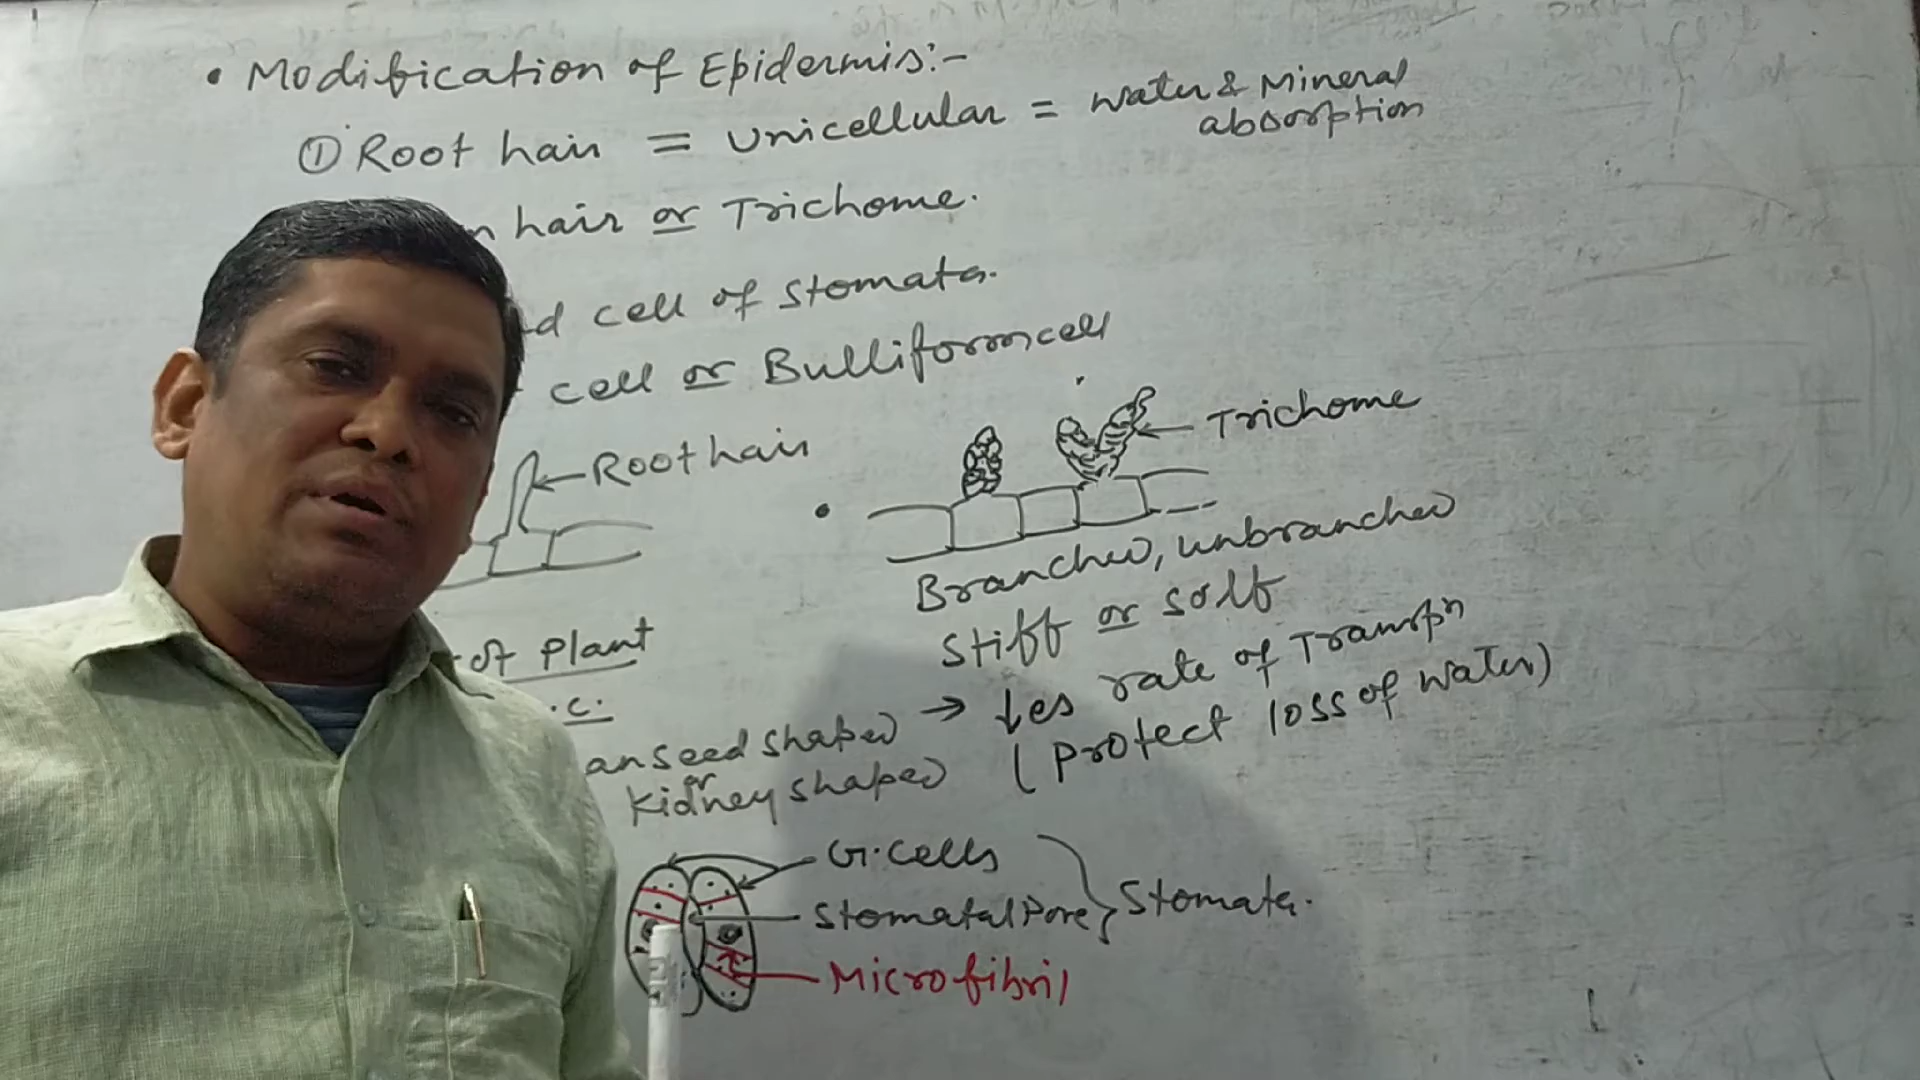 • Modification of Epidermis:-
① Root hair = Unicellular = Water & Mineral
absorption
hair or Trichome.
cell of Stomata.
cell or Bulliform cell
Root hair
Trichome
Branched, unbranched
Stiff or Solf
of Plant
.c.
an seed shaped → ↓es rate of Transpn
or
Kidney shaped ( Protect loss of water)
G. Cells
Stomatal Pore } Stomata.
Microfibril